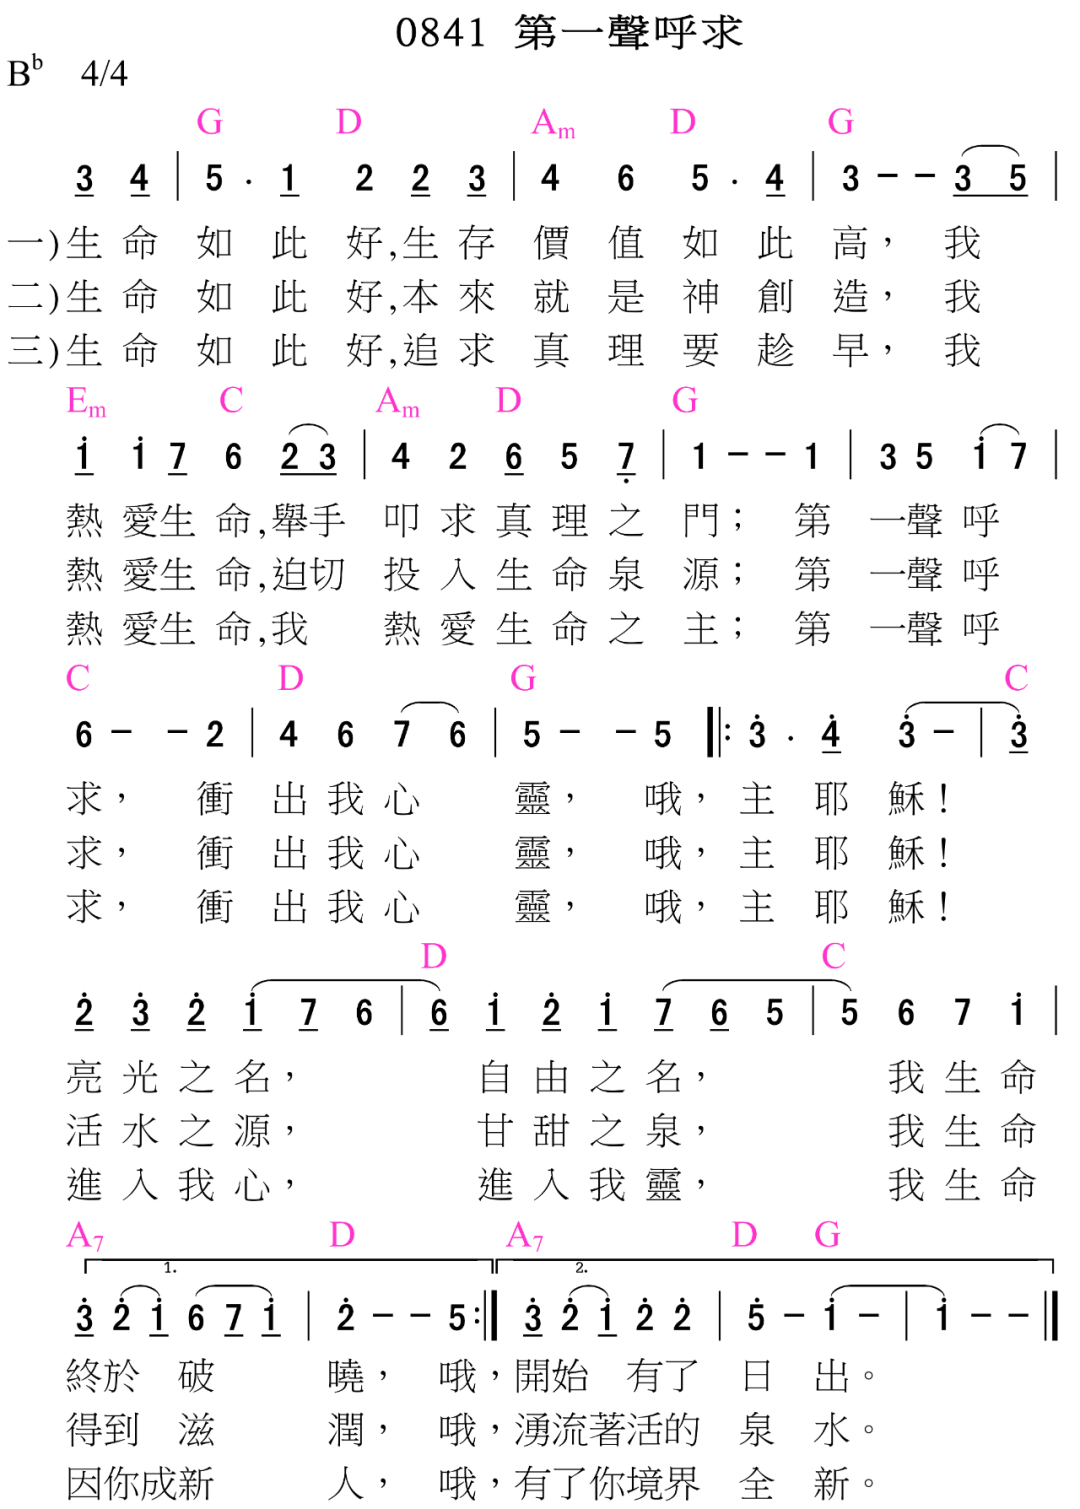 0841 第一聲呼求
B♭ 4/4
G D Am D G
3 4 | 5 . 1 2 2 3 | 4 6 5 . 4 | 3 - - 3 5 |
一)生 命 如 此 好,生 存 價 值 如 此 高， 我
二)生 命 如 此 好,本 來 就 是 神 創 造， 我
三)生 命 如 此 好,追 求 真 理 要 趁 早， 我
Em C Am D G
1̇ 1̇ 7 6 2 3 | 4 2 6 5 7̣ | 1 - - 1 | 3 5 1̇ 7 |
熱 愛生 命,舉手 叩 求 真 理 之 門； 第 一聲 呼
熱 愛生 命,迫切 投 入 生 命 泉 源； 第 一聲 呼
熱 愛生 命,我 熱 愛 生 命 之 主； 第 一聲 呼
C D G C
6 - - 2 | 4 6 7 6 | 5 - - 5 ‖: 3̇ . 4̇ 3̇ - | 3̇
求， 衝 出 我 心 靈， 哦，主 耶 穌！
求， 衝 出 我 心 靈， 哦，主 耶 穌！
求， 衝 出 我 心 靈， 哦，主 耶 穌！
D C
2̇ 3̇ 2̇ 1̇ 7 6 | 6 1̇ 2̇ 1̇ 7 6 5 | 5 6 7 1̇ |
亮 光 之 名， 自 由 之 名， 我 生 命
活 水 之 源， 甘 甜 之 泉， 我 生 命
進 入 我 心， 進 入 我 靈， 我 生 命
A7 D A7 D G
1. 2.
3̇ 2̇ 1̇ 6 7 1̇ | 2̇ - - 5 :‖ 3̇ 2̇ 1̇ 2̇ 2̇ | 5̇ - 1̇ - | 1̇ - - ‖
終於 破 曉， 哦，開始 有了 日 出。
得到 滋 潤， 哦，湧流著活的 泉 水。
因你成新 人， 哦，有了你境界 全 新。